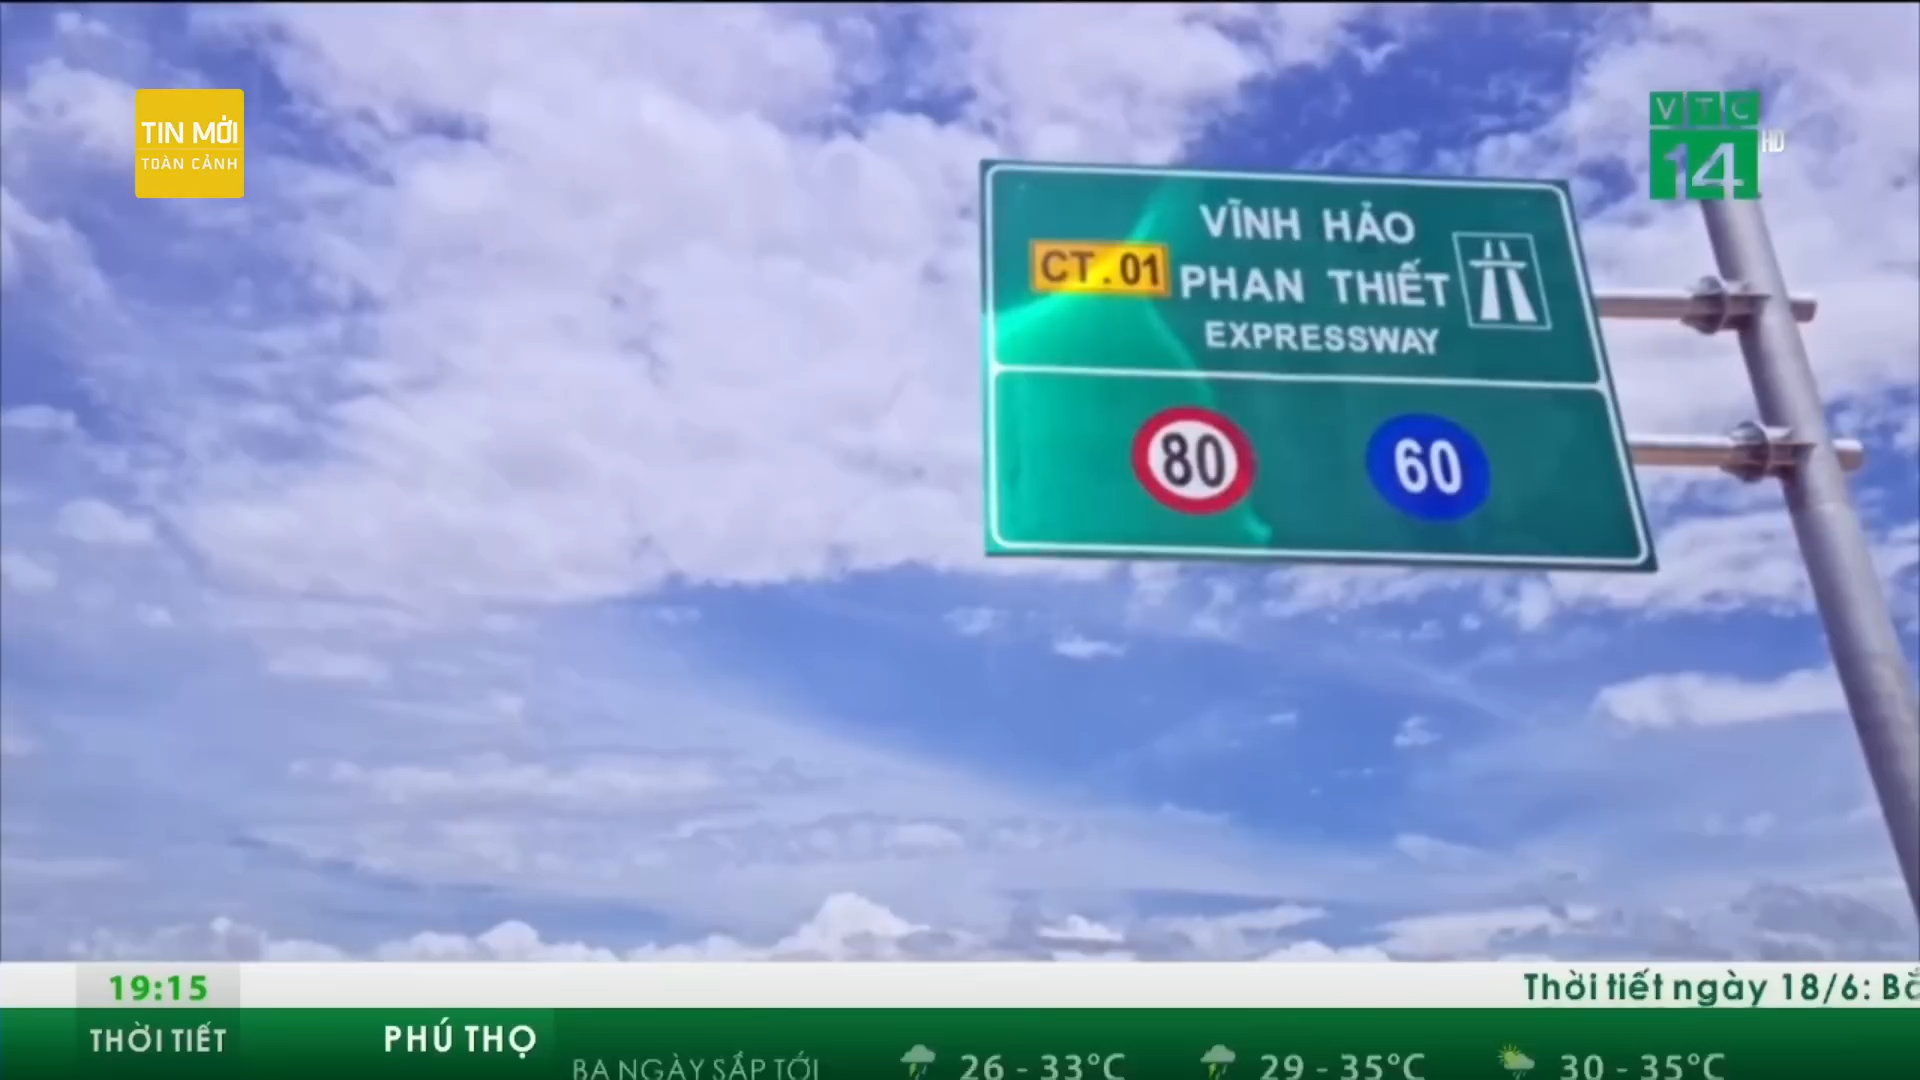 TIN MỚI
TOÀN CẢNH
VTC
14
HD
VĨNH HẢO
CT.01
PHAN THIẾT
EXPRESSWAY
80
60
19:15
Thời tiết ngày 18/6:
THỜI TIẾT
PHÚ THỌ
BA NGÀY SẮP TỚI
26 - 33°C
29 - 35°C
30 - 35°C